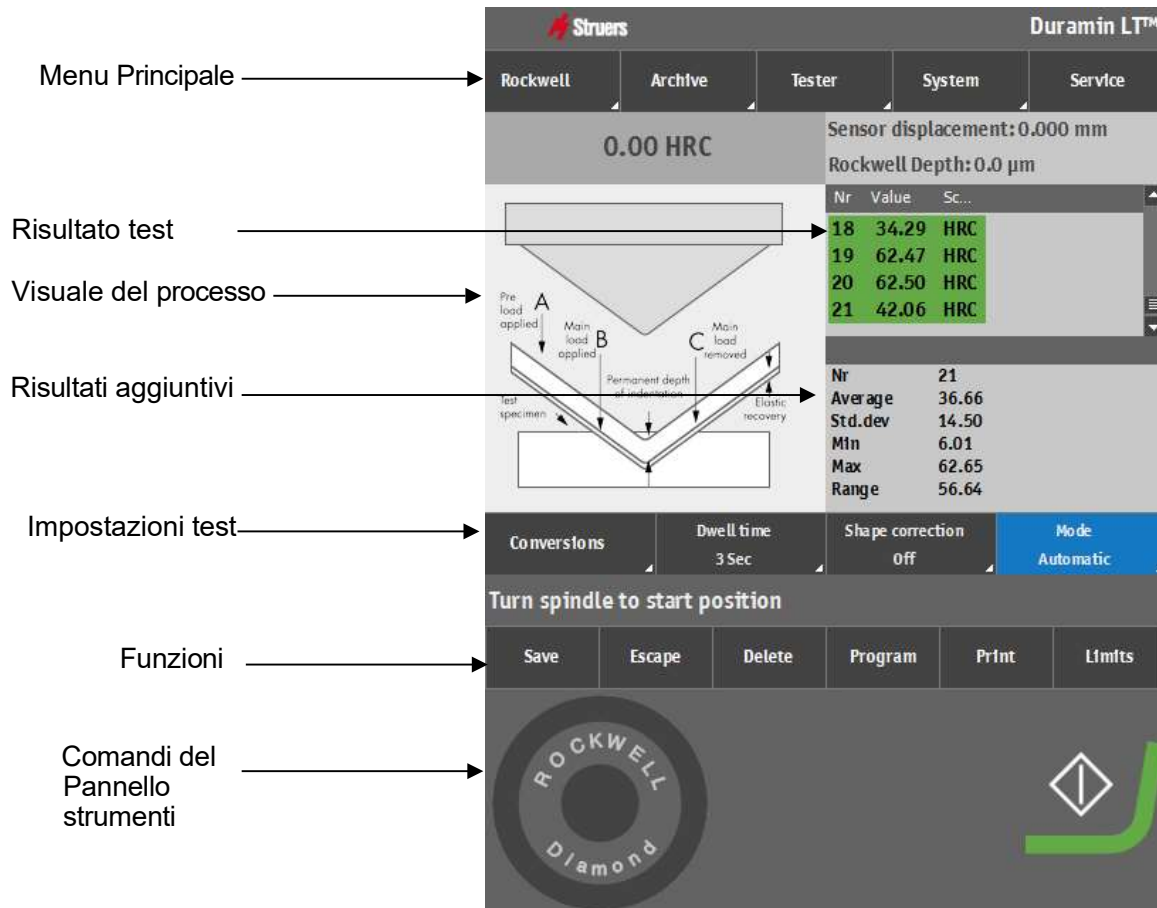 Struers
Duramin LT™
Menu Principale
Rockwell
Archive
Tester
System
Service
0.00 HRC
Sensor displacement: 0.000 mm
Rockwell Depth: 0.0 µm
Nr Value Sc...
Risultato test
18 34.29 HRC
19 62.47 HRC
20 62.50 HRC
21 42.06 HRC
Visuale del processo
Pre
load
applied
A
Main
load
applied
B
C
Main
load
removed
Permanent depth
of indentation
Elastic
recovery
Test
specimen
Risultati aggiuntivi
Nr 21
Average 36.66
Std.dev 14.50
Min 6.01
Max 62.65
Range 56.64
Impostazioni test
Conversions
Dwell time
3 Sec
Shape correction
Off
Mode
Automatic
Turn spindle to start position
Funzioni
Save
Escape
Delete
Program
Print
Limits
Comandi del
Pannello
strumenti
ROCKWELL
Diamond